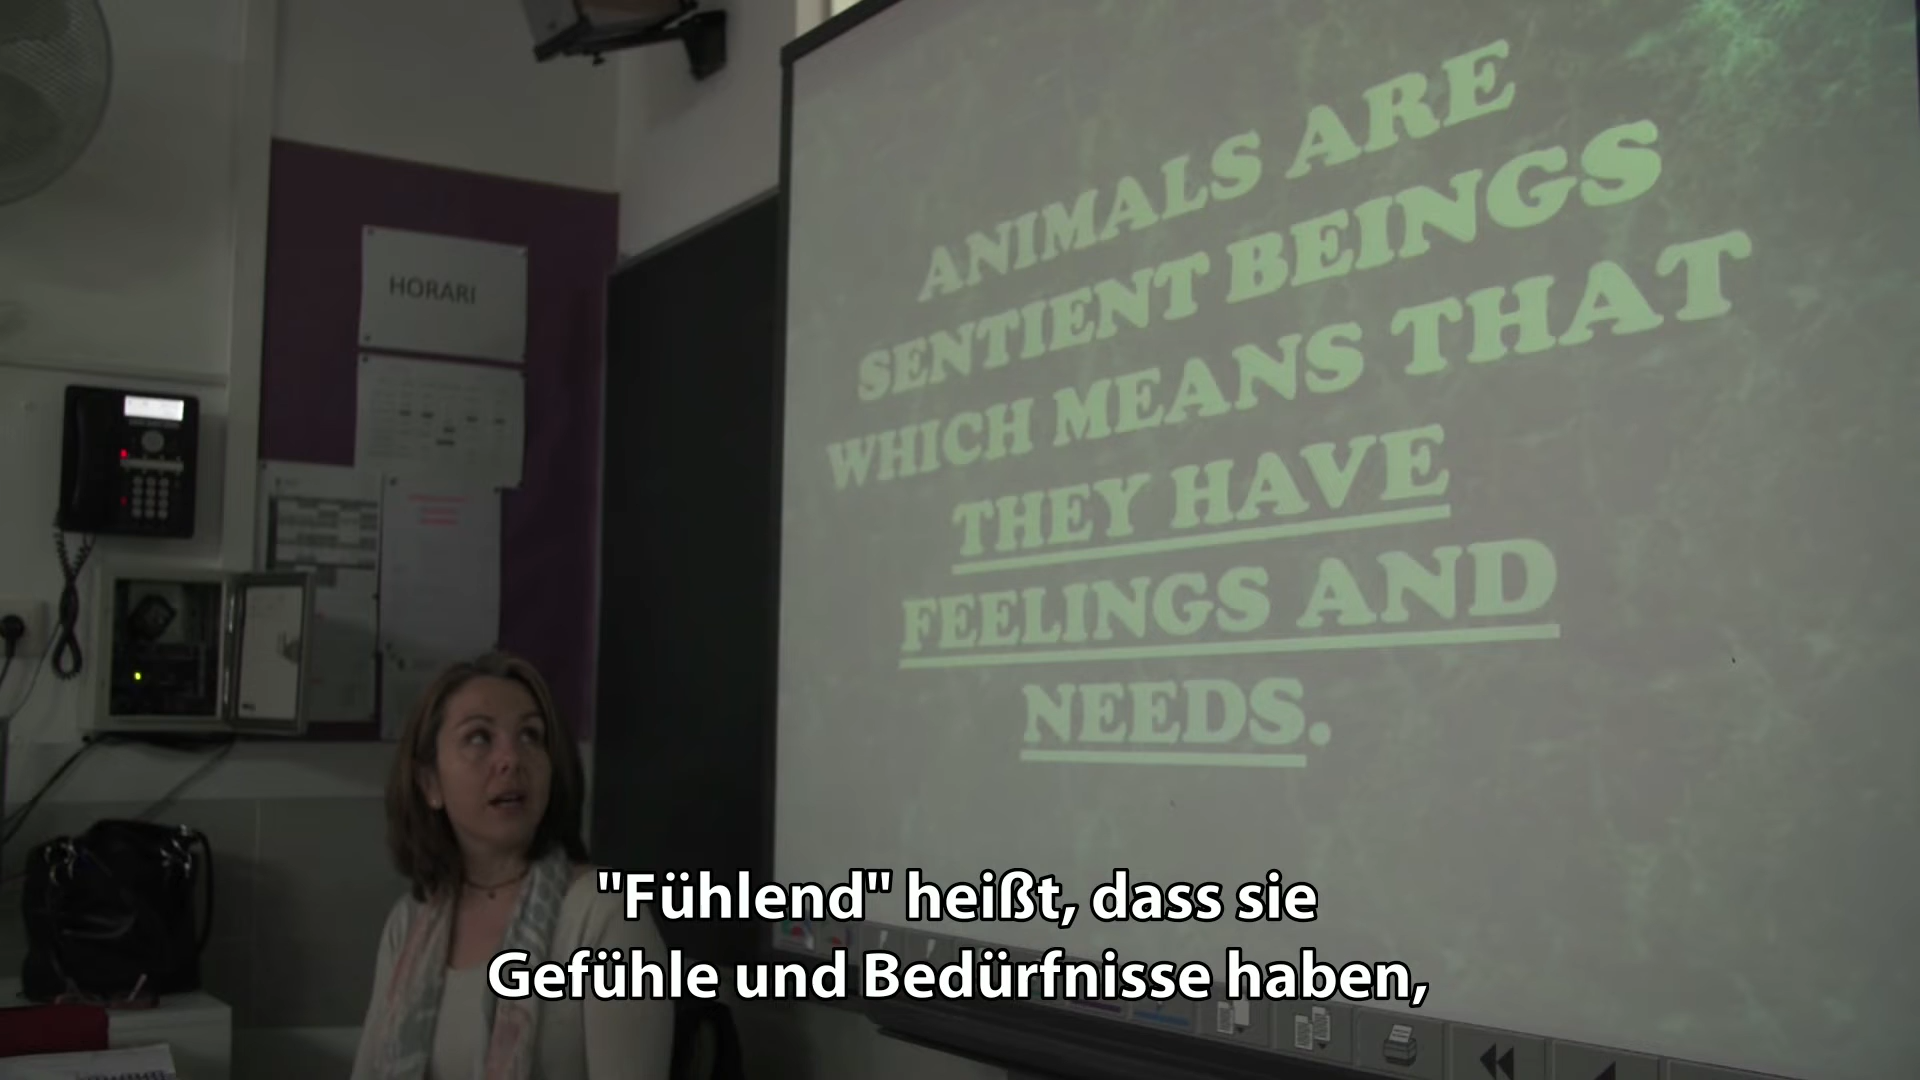 HORARI
ANIMALS ARE
SENTIENT BEINGS
WHICH MEANS THAT
THEY HAVE
FEELINGS AND
NEEDS.
"Fühlend" heißt, dass sie
Gefühle und Bedürfnisse haben,